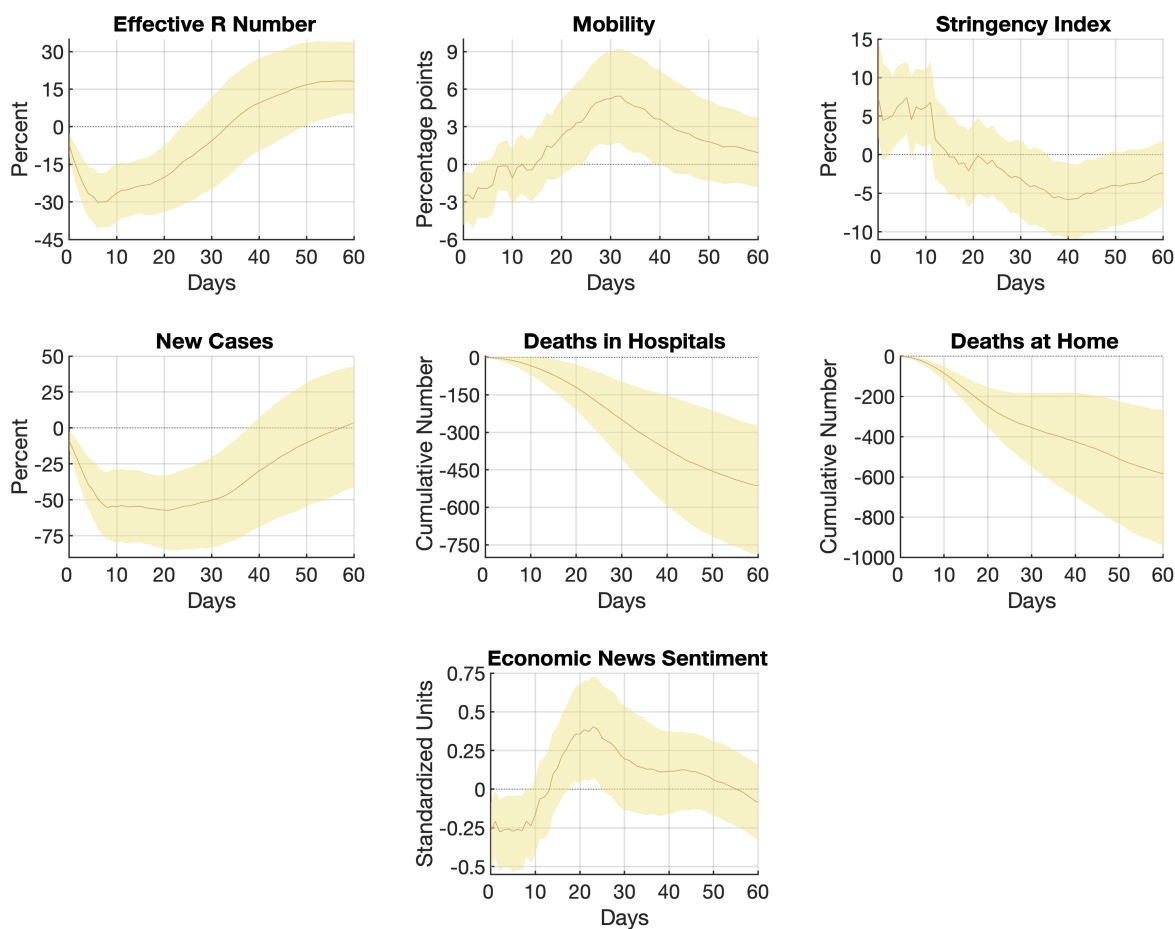 Effective R Number
Percent
30
15
0
-15
-30
-45
0 10 20 30 40 50 60
Days
Mobility
Percentage points
9
6
3
0
-3
-6
0 10 20 30 40 50 60
Days
Stringency Index
Percent
15
10
5
0
-5
-10
0 10 20 30 40 50 60
Days
New Cases
Percent
50
25
0
-25
-50
-75
0 10 20 30 40 50 60
Days
Deaths in Hospitals
Cumulative Number
0
-150
-300
-450
-600
-750
0 10 20 30 40 50 60
Days
Deaths at Home
Cumulative Number
0
-200
-400
-600
-800
-1000
0 10 20 30 40 50 60
Days
Economic News Sentiment
Standardized Units
0.75
0.5
0.25
0
-0.25
-0.5
0 10 20 30 40 50 60
Days